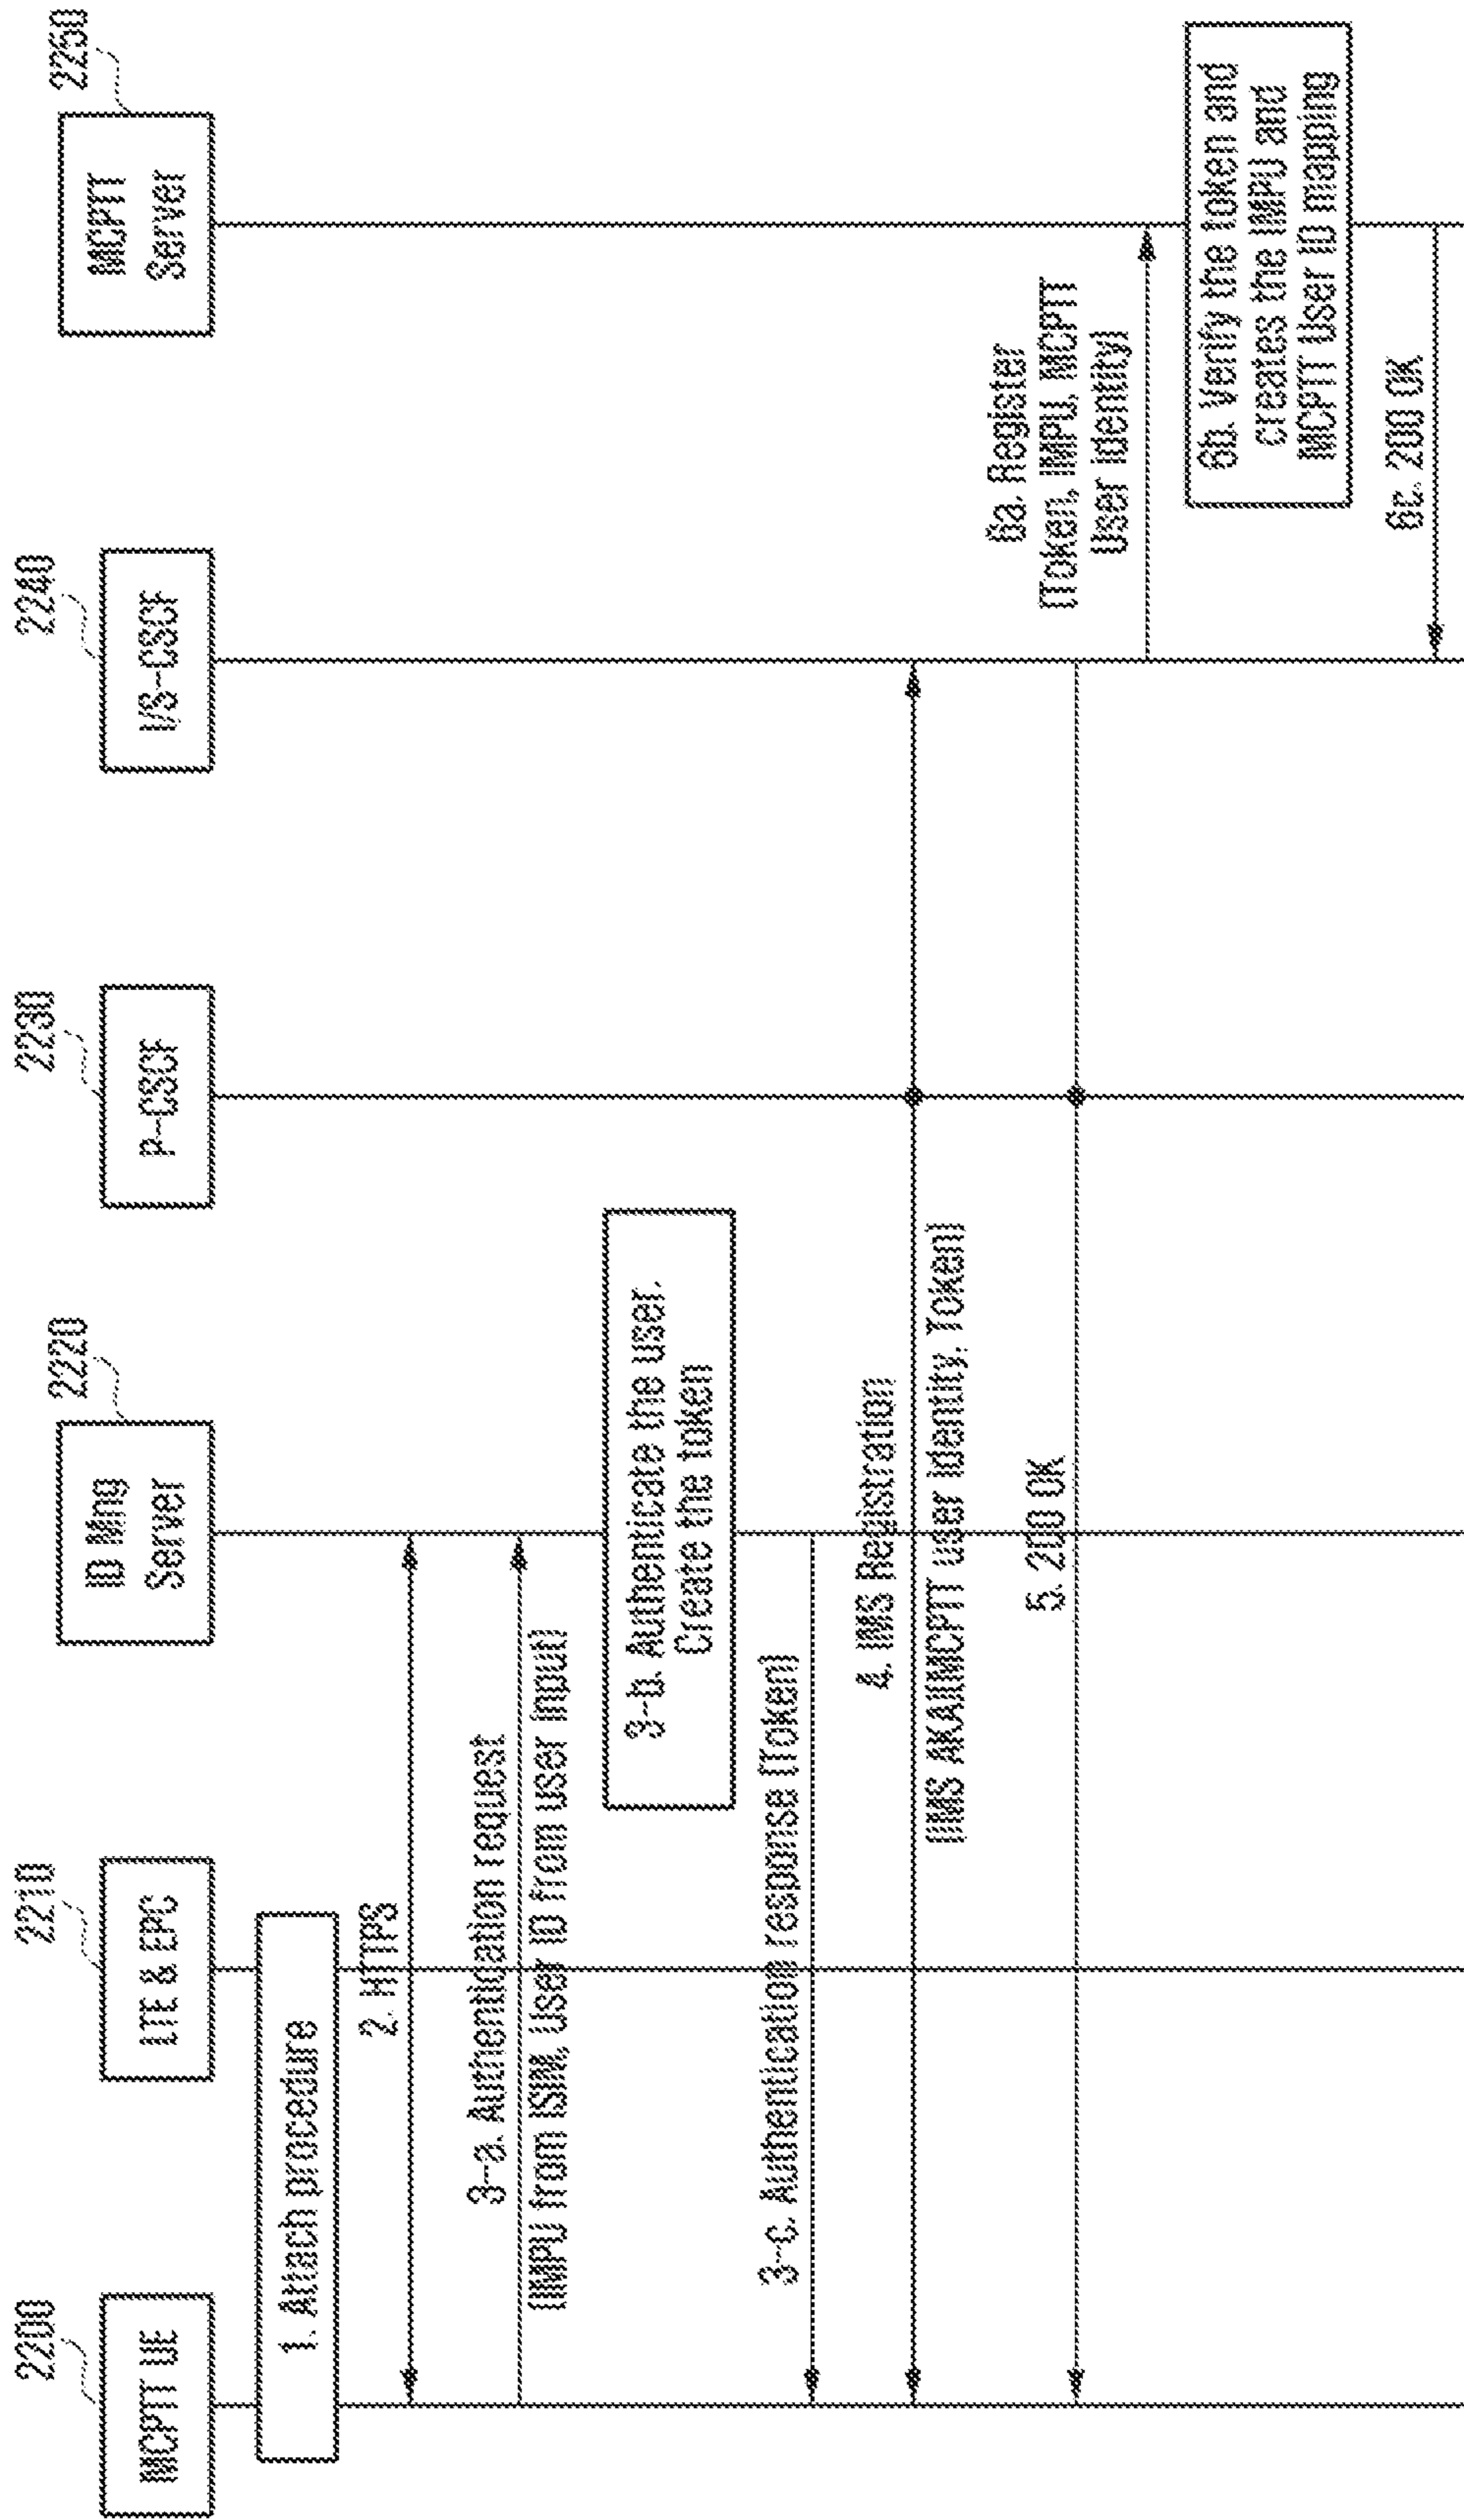 2200
2210
2220
2230
2240
2250
MCPTT UE
LTE & EPC
ID Mng
Server
P-CSCF
I/S-CSCF
MCPTT
Server
1. Attach procedure
2. HTTPS
3-a. Authentication request
(IMPU from ISIM, User ID from user input)
3-b. Authenticate the user.
Create the token
3-c. Authentication response (Token)
4. IMS Registration
(IMS AKA)(MCPTT user identity, Token)
5. 200 OK
6a. Register
(Token, IMPU, MCPTT
User identity)
6b. Verify the token and
creates the IMPU and
MCPTT User ID mapping
6c. 200 OK